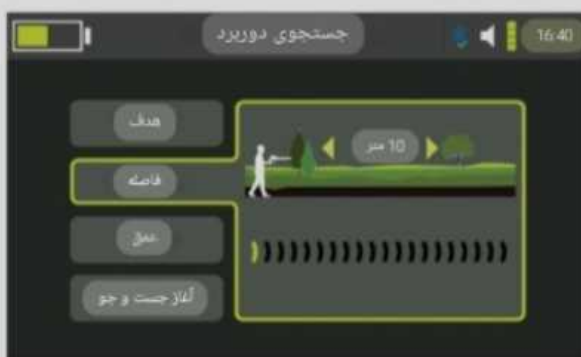 جستجوی دوربرد
16:40
هدف
10 متر
فاصله
عمق
آغاز جست و جو